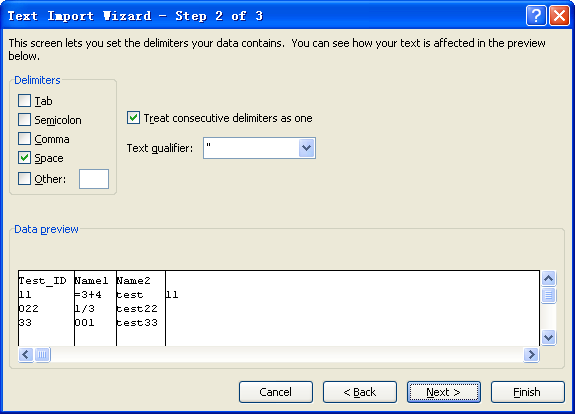 Text Import Wizard - Step 2 of 3
This screen lets you set the delimiters your data contains. You can see how your text is affected in the preview
below.
Delimiters
Tab
Semicolon
Comma
Space
Other:
Treat consecutive delimiters as one
Text qualifier: "
Data preview
Test_ID Name1 Name2
11 =3+4 test 11
022 1/3 test22
33 001 test33
Cancel < Back Next > Finish